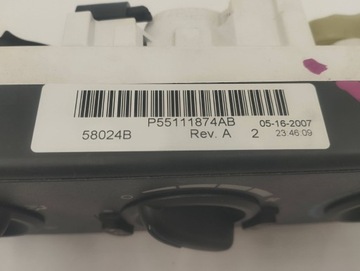 P55111874AB 05-16-2007
58024B Rev. A 2 23:46:09